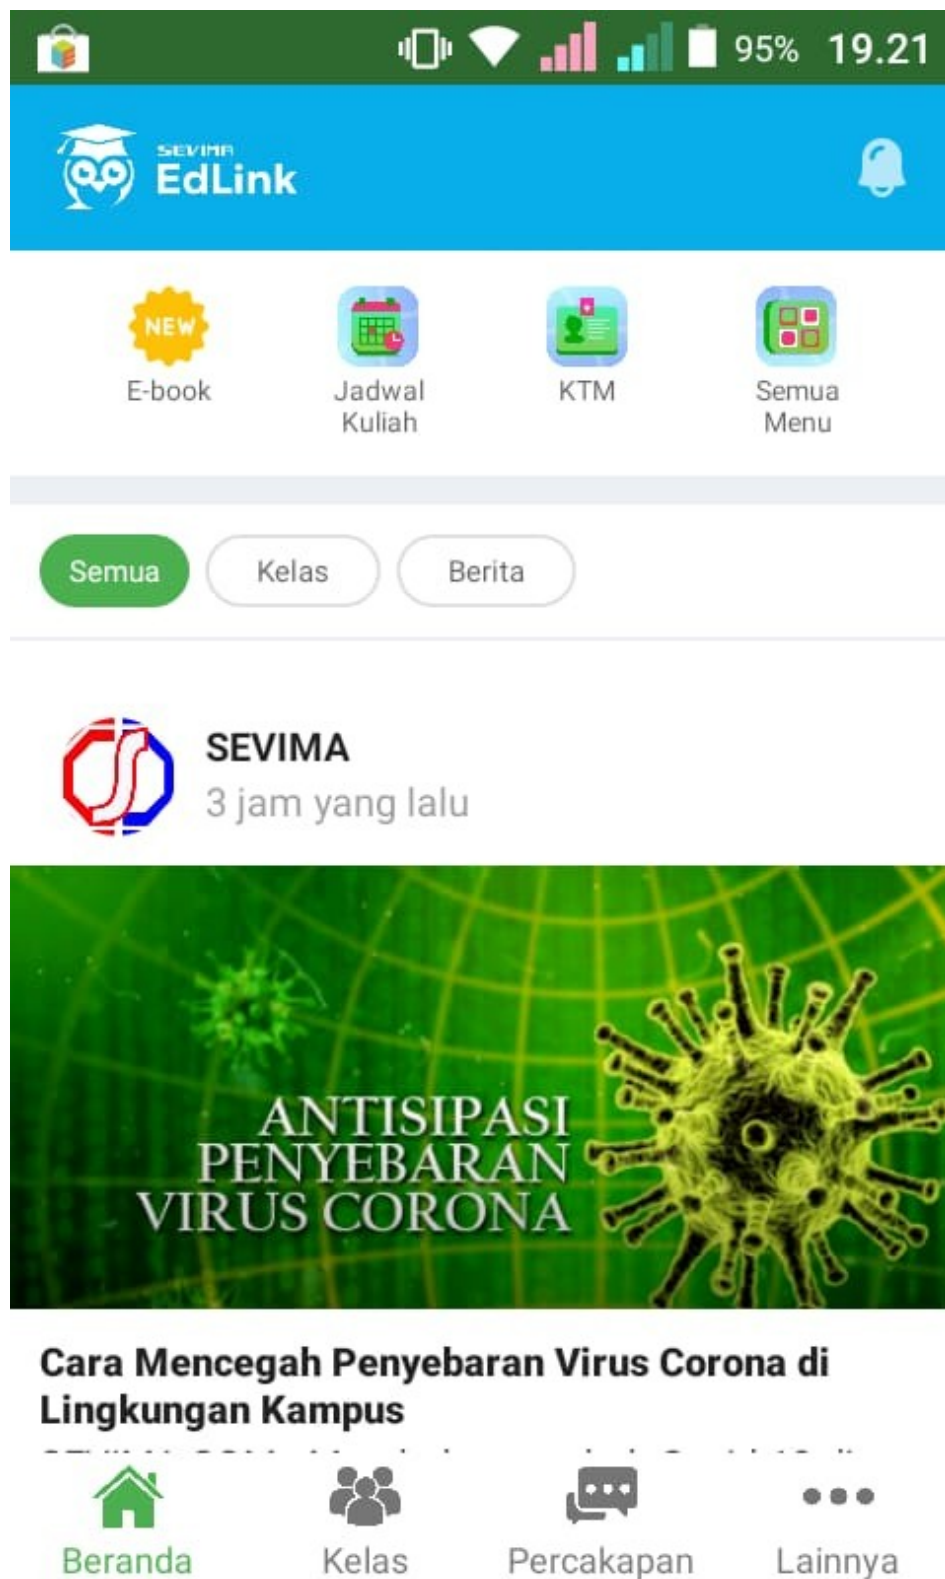 95% 19.21
SEVIMA
EdLink
NEW
E-book
Jadwal
Kuliah
KTM
Semua
Menu
Semua
Kelas
Berita
SEVIMA
3 jam yang lalu
ANTISIPASI
PENYEBARAN
VIRUS CORONA
Cara Mencegah Penyebaran Virus Corona di
Lingkungan Kampus
Beranda
Kelas
Percakapan
Lainnya